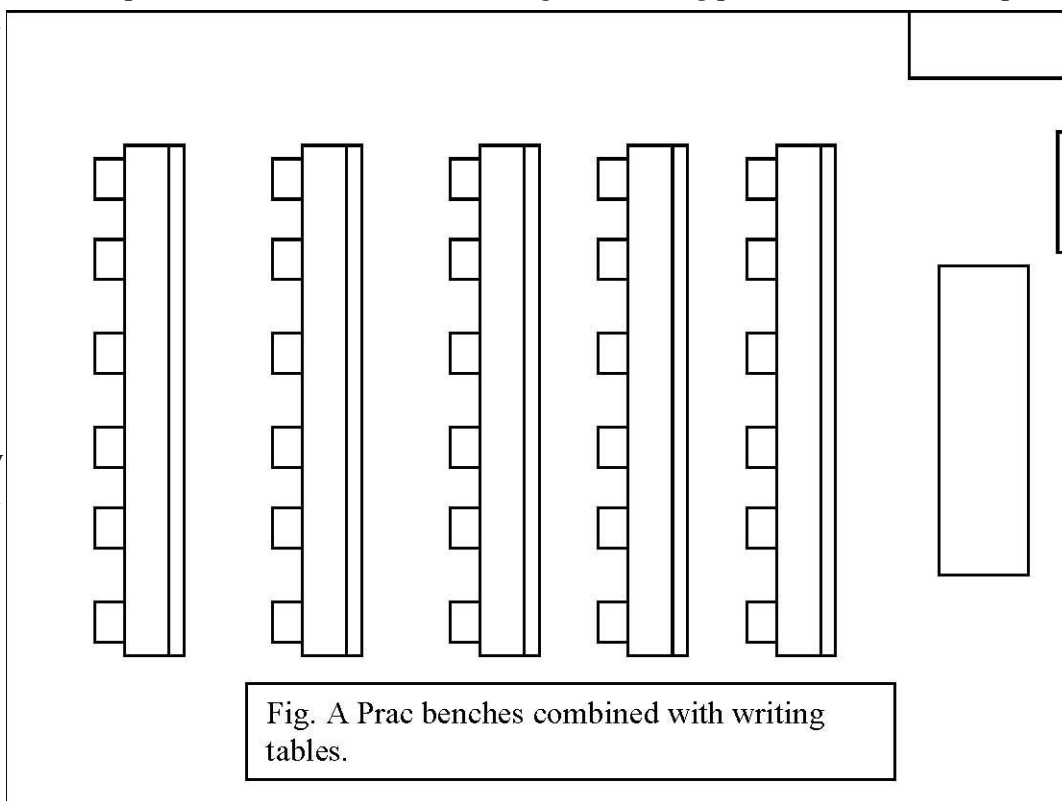 Fig. A Prac benches combined with writing
tables.